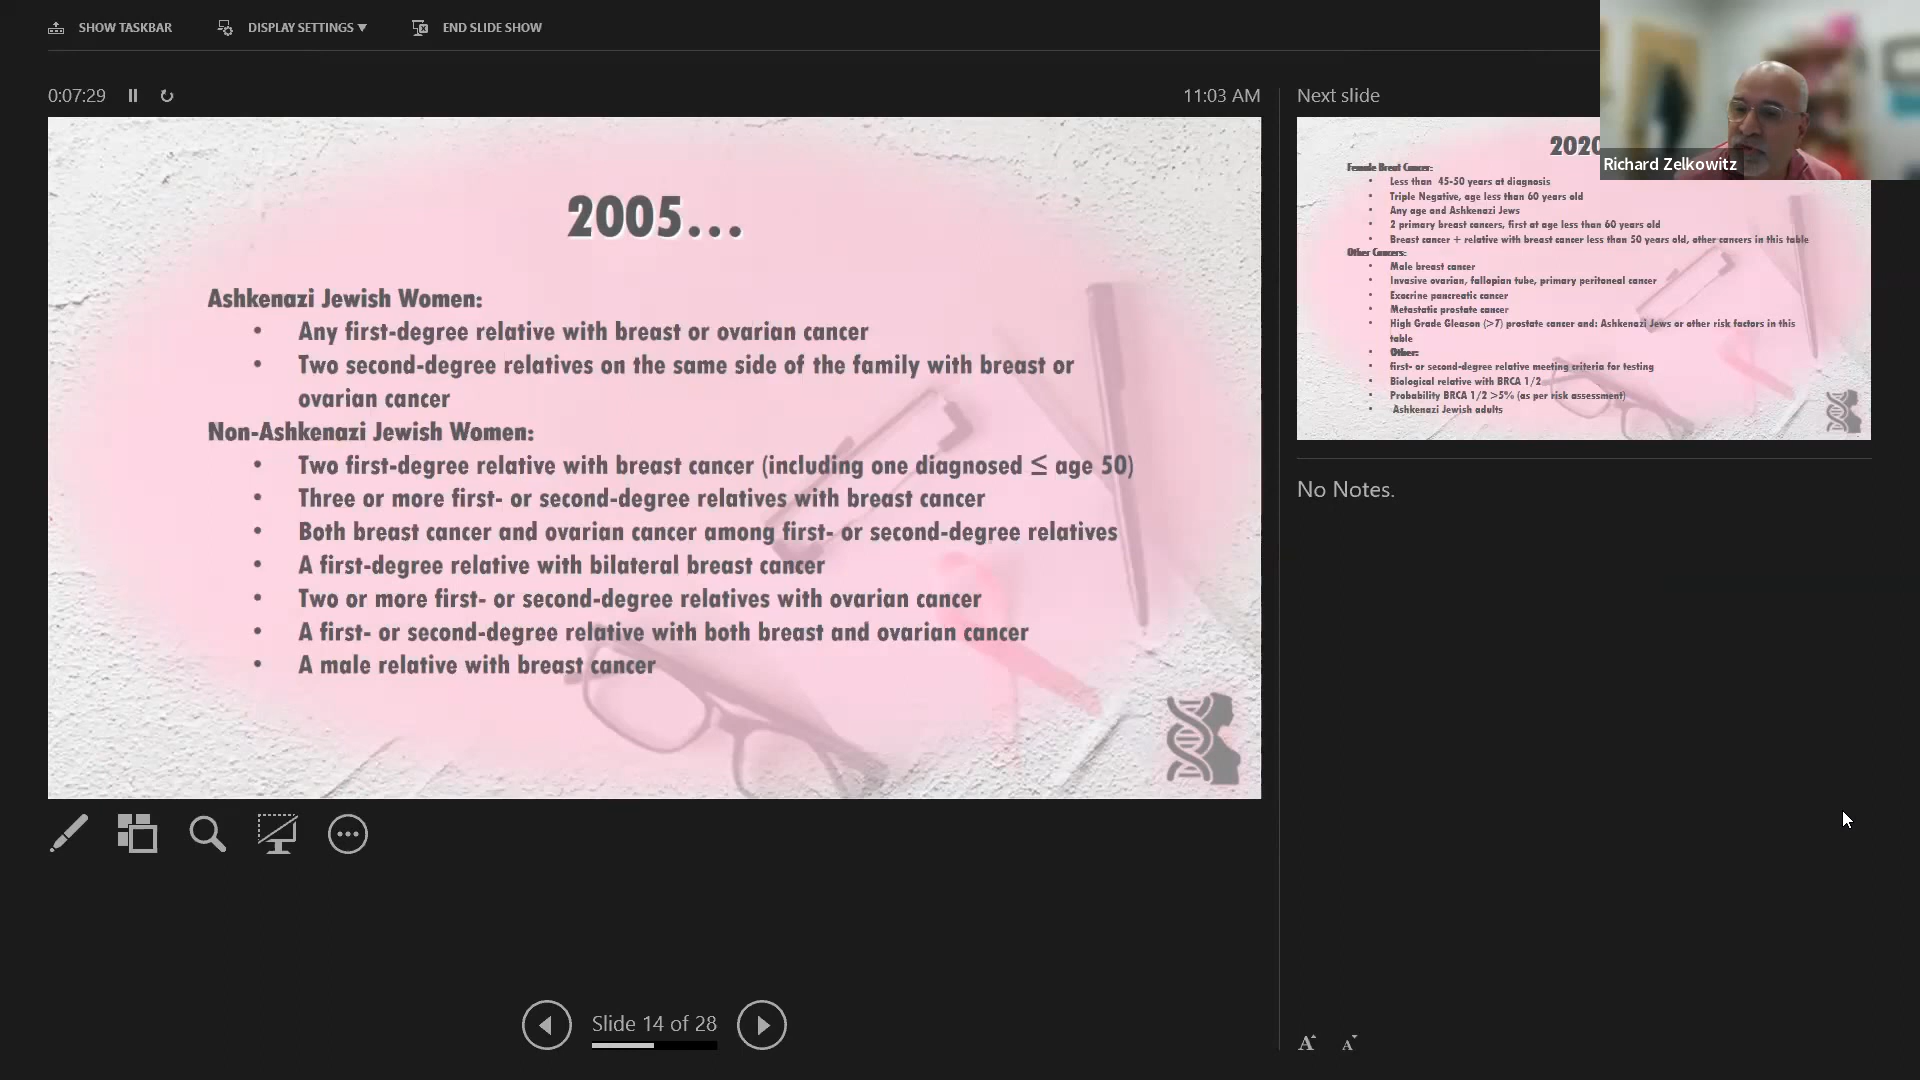 SHOW TASKBAR
DISPLAY SETTINGS
END SLIDE SHOW
0:07:29
11:03 AM
2005...
Ashkenazi Jewish Women:
• Any first-degree relative with breast or ovarian cancer
• Two second-degree relatives on the same side of the family with breast or
ovarian cancer
Non-Ashkenazi Jewish Women:
• Two first-degree relative with breast cancer (including one diagnosed ≤ age 50)
• Three or more first- or second-degree relatives with breast cancer
• Both breast cancer and ovarian cancer among first- or second-degree relatives
• A first-degree relative with bilateral breast cancer
• Two or more first- or second-degree relatives with ovarian cancer
• A first- or second-degree relative with both breast and ovarian cancer
• A male relative with breast cancer
Slide 14 of 28
Next slide
Richard Zelkowitz
2020
Female Breat Cancer:
• Less than 45-50 years at diagnosis
• Triple Negative, age less than 60 years old
• Any age and Ashkenazi Jews
• 2 primary breast cancers, first at age less than 60 years old
• Breast cancer + relative with breast cancer less than 50 years old, other cancers in this table
Other Cancers:
• Male breast cancer
• Invasive ovarian, fallopian tube, primary peritoneal cancer
• Exocrine pancreatic cancer
• Metastatic prostate cancer
• High Grade Gleason (>7) prostate cancer and: Ashkenazi Jews or other risk factors in this
table
• Other:
• first- or second-degree relative meeting criteria for testing
• Biological relative with BRCA 1/2
• Probability BRCA 1/2 >5% (as per risk assessment)
• Ashkenazi Jewish adults
No Notes.
A A